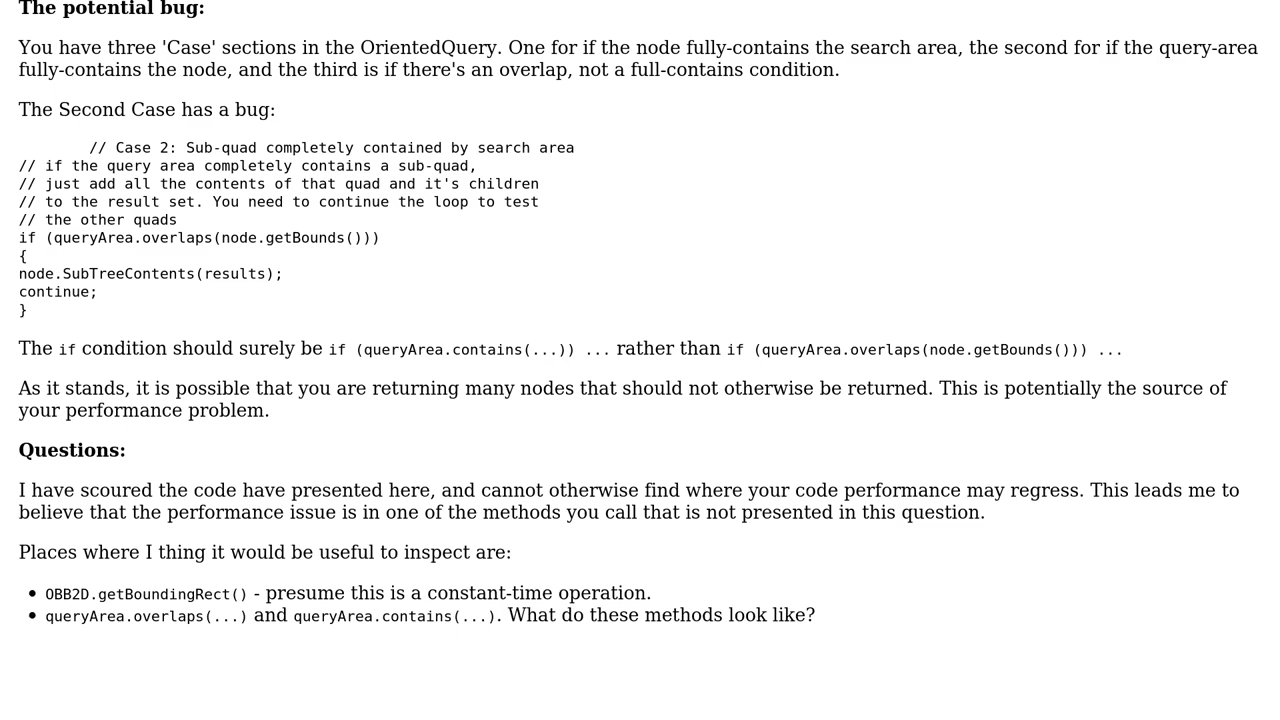 The potential bug:
You have three 'Case' sections in the OrientedQuery. One for if the node fully-contains the search area, the second for if the query-area
fully-contains the node, and the third is if there's an overlap, not a full-contains condition.
The Second Case has a bug:
// Case 2: Sub-quad completely contained by search area
// if the query area completely contains a sub-quad,
// just add all the contents of that quad and it's children
// to the result set. You need to continue the loop to test
// the other quads
if (queryArea.overlaps(node.getBounds()))
{
node.SubTreeContents(results);
continue;
}
The if condition should surely be if (queryArea.contains(...)) ... rather than if (queryArea.overlaps(node.getBounds())) ...
As it stands, it is possible that you are returning many nodes that should not otherwise be returned. This is potentially the source of
your performance problem.
Questions:
I have scoured the code have presented here, and cannot otherwise find where your code performance may regress. This leads me to
believe that the performance issue is in one of the methods you call that is not presented in this question.
Places where I thing it would be useful to inspect are:
• OBB2D.getBoundingRect() - presume this is a constant-time operation.
• queryArea.overlaps(...) and queryArea.contains(...). What do these methods look like?